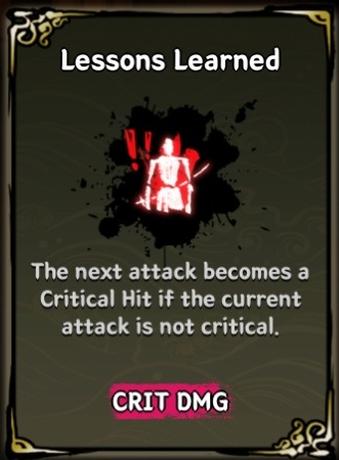 Lessons Learned
The next attack becomes a
Critical Hit if the current
attack is not critical.
CRIT DMG